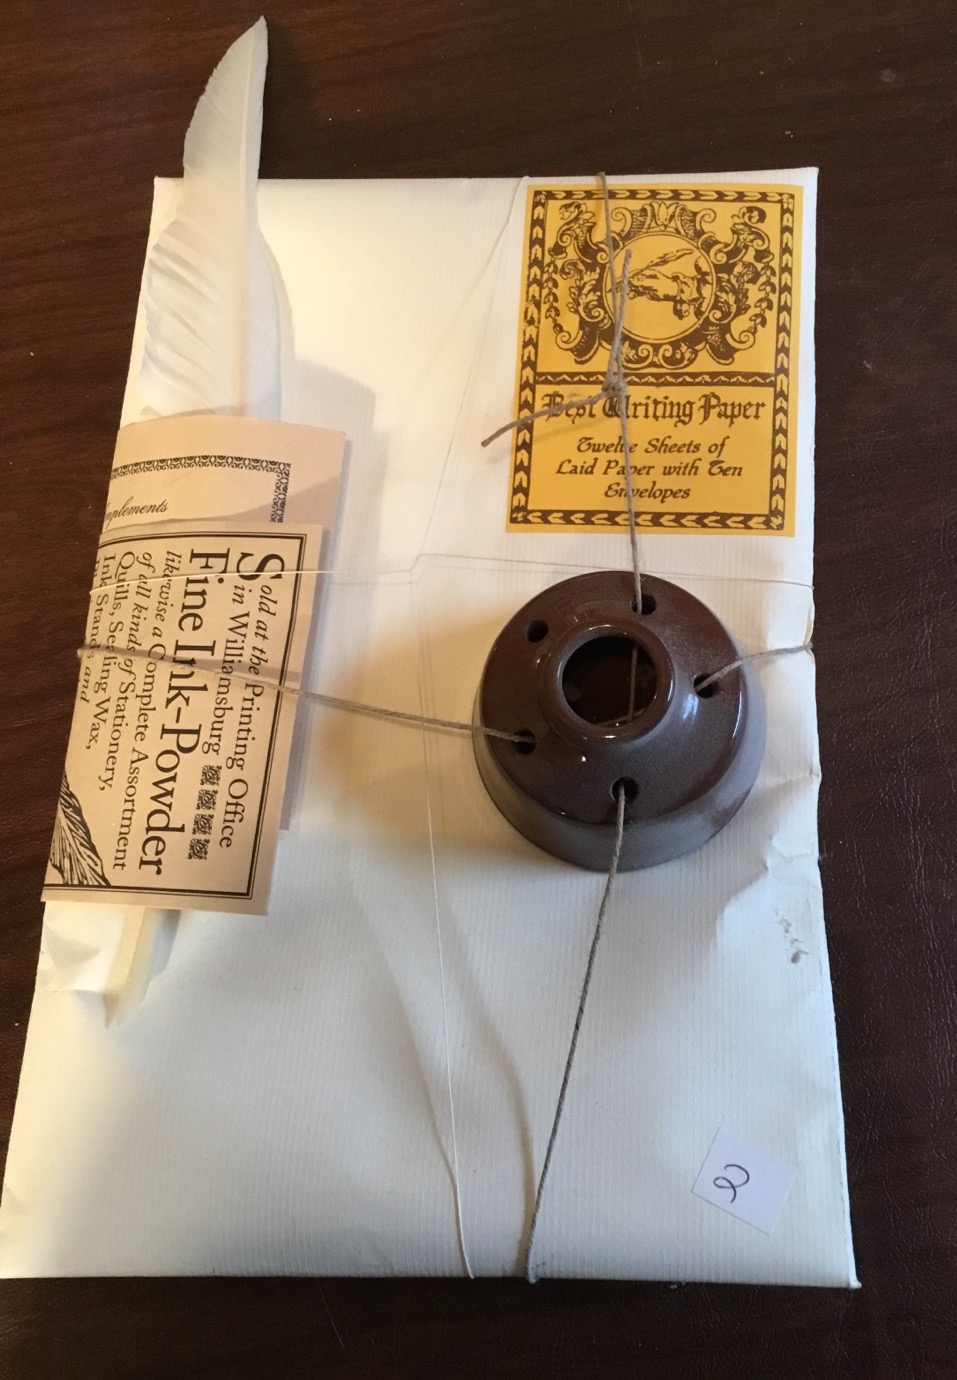 Best Writing Paper
Twelve Sheets of
Laid Paper with Ten
Envelopes
Sold at the Printing Office
in Williamsburg
Fine Ink-Powder
likewise a Complete Assortment
of all kinds of Stationery,
Quills, Sealing Wax,
Ink Stands and
2